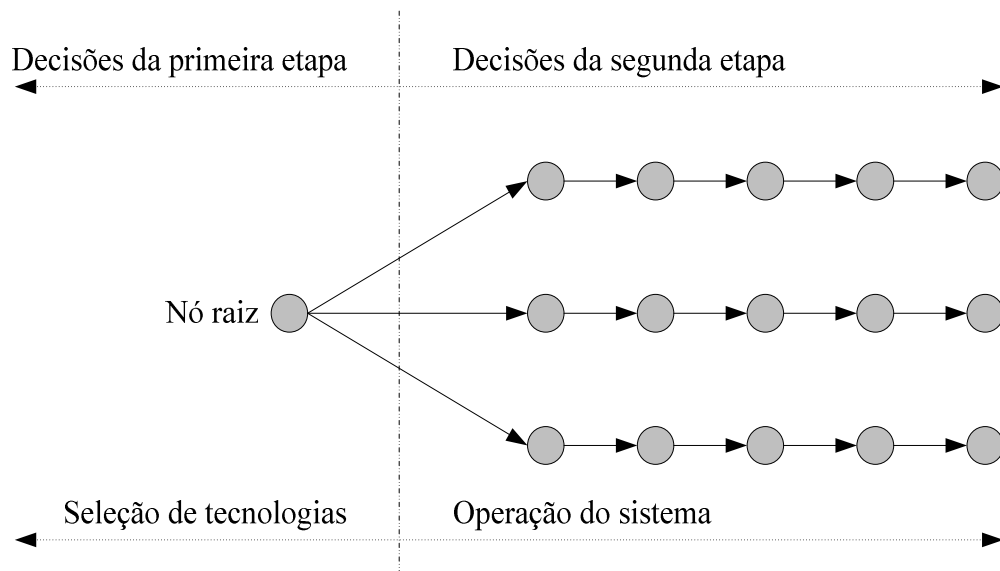 Decisões da primeira etapa
Decisões da segunda etapa
Nó raiz
Seleção de tecnologias
Operação do sistema